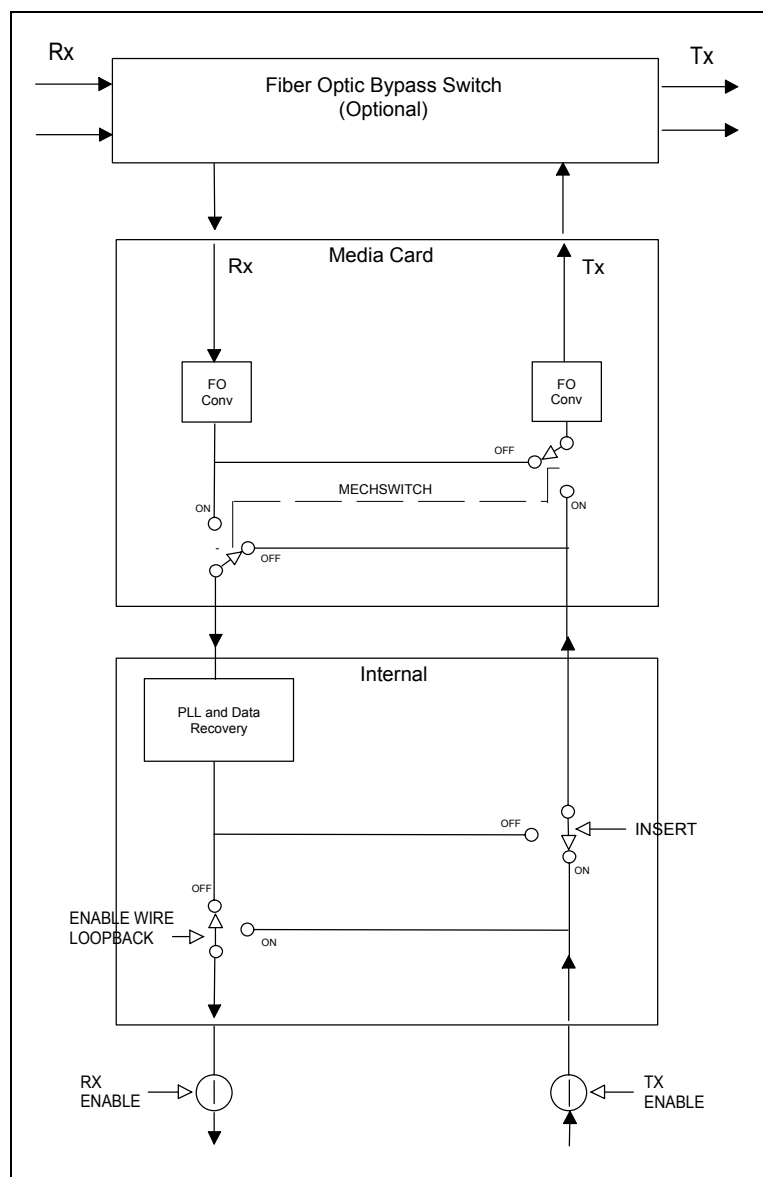 Rx
Tx
Fiber Optic Bypass Switch
(Optional)
Media Card
Rx
Tx
FO
Conv
FO
Conv
OFF
MECHSWITCH
ON
ON
OFF
Internal
PLL and Data
Recovery
OFF
INSERT
ON
OFF
ENABLE WIRE
LOOPBACK
ON
RX
ENABLE
TX
ENABLE